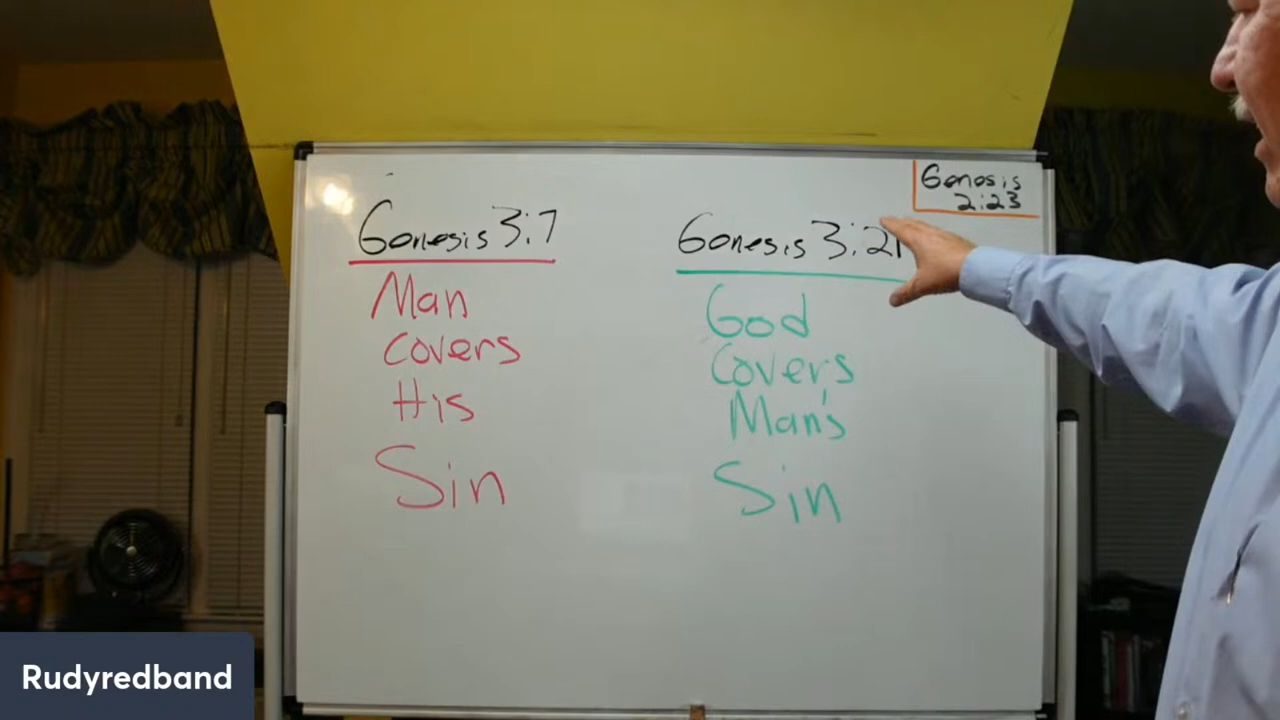 Genesis 3:7
Man
Covers
His
Sin
Genesis 3:21
God
Covers
Man's
Sin
Genesis
2:23
Rudyredband